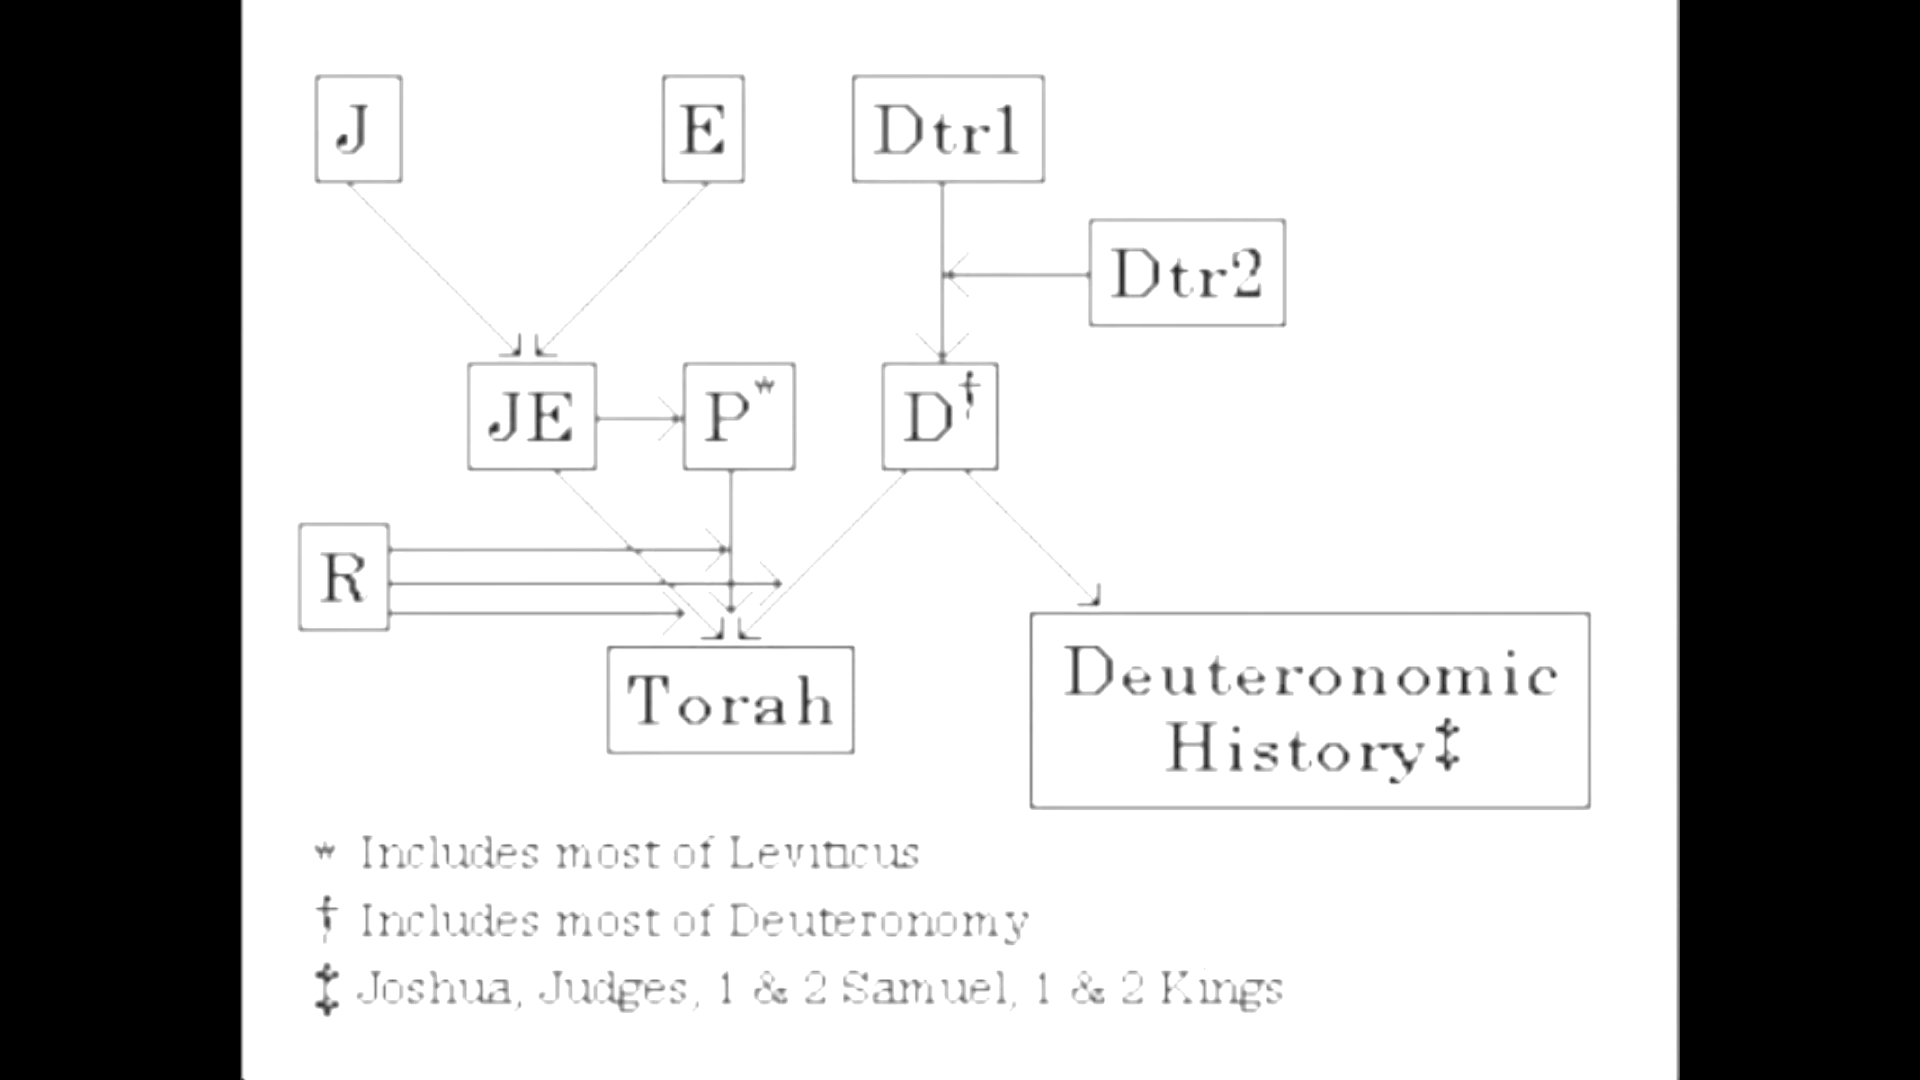 J
E
Dtr1
Dtr2
JE
P*
D†
R
Torah
Deuteronomic
History‡
* Includes most of Leviticus
† Includes most of Deuteronomy
‡ Joshua, Judges, 1 & 2 Samuel, 1 & 2 Kings